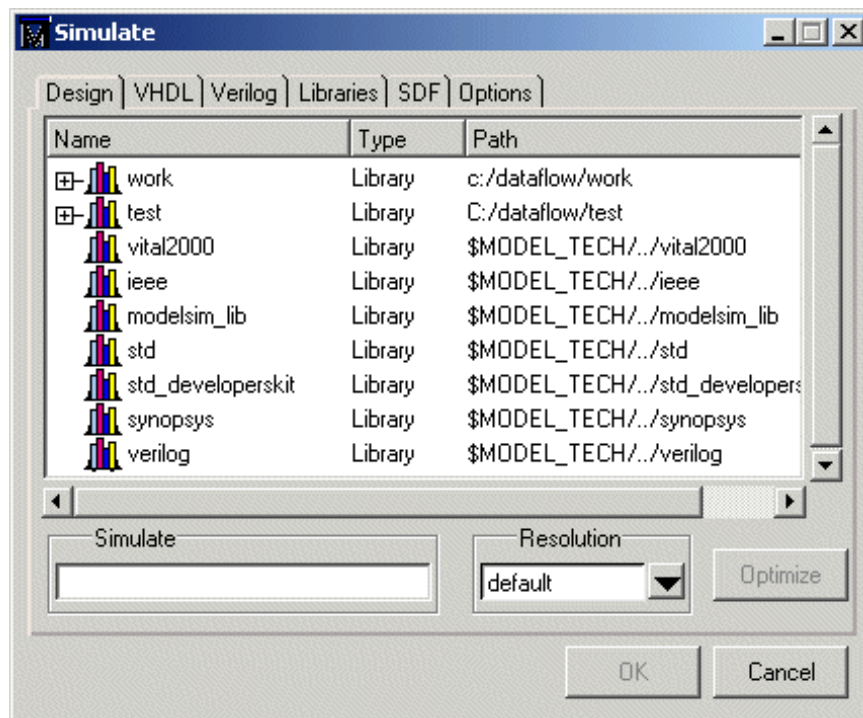 Simulate
Design VHDL Verilog Libraries SDF Options
Name Type Path
work Library c:/dataflow/work
test Library C:/dataflow/test
vital2000 Library $MODEL_TECH/../vital2000
ieee Library $MODEL_TECH/../ieee
modelsim_lib Library $MODEL_TECH/../modelsim_lib
std Library $MODEL_TECH/../std
std_developerskit Library $MODEL_TECH/../std_developers
synopsys Library $MODEL_TECH/../synopsys
verilog Library $MODEL_TECH/../verilog
Simulate Resolution
default Optimize
OK Cancel